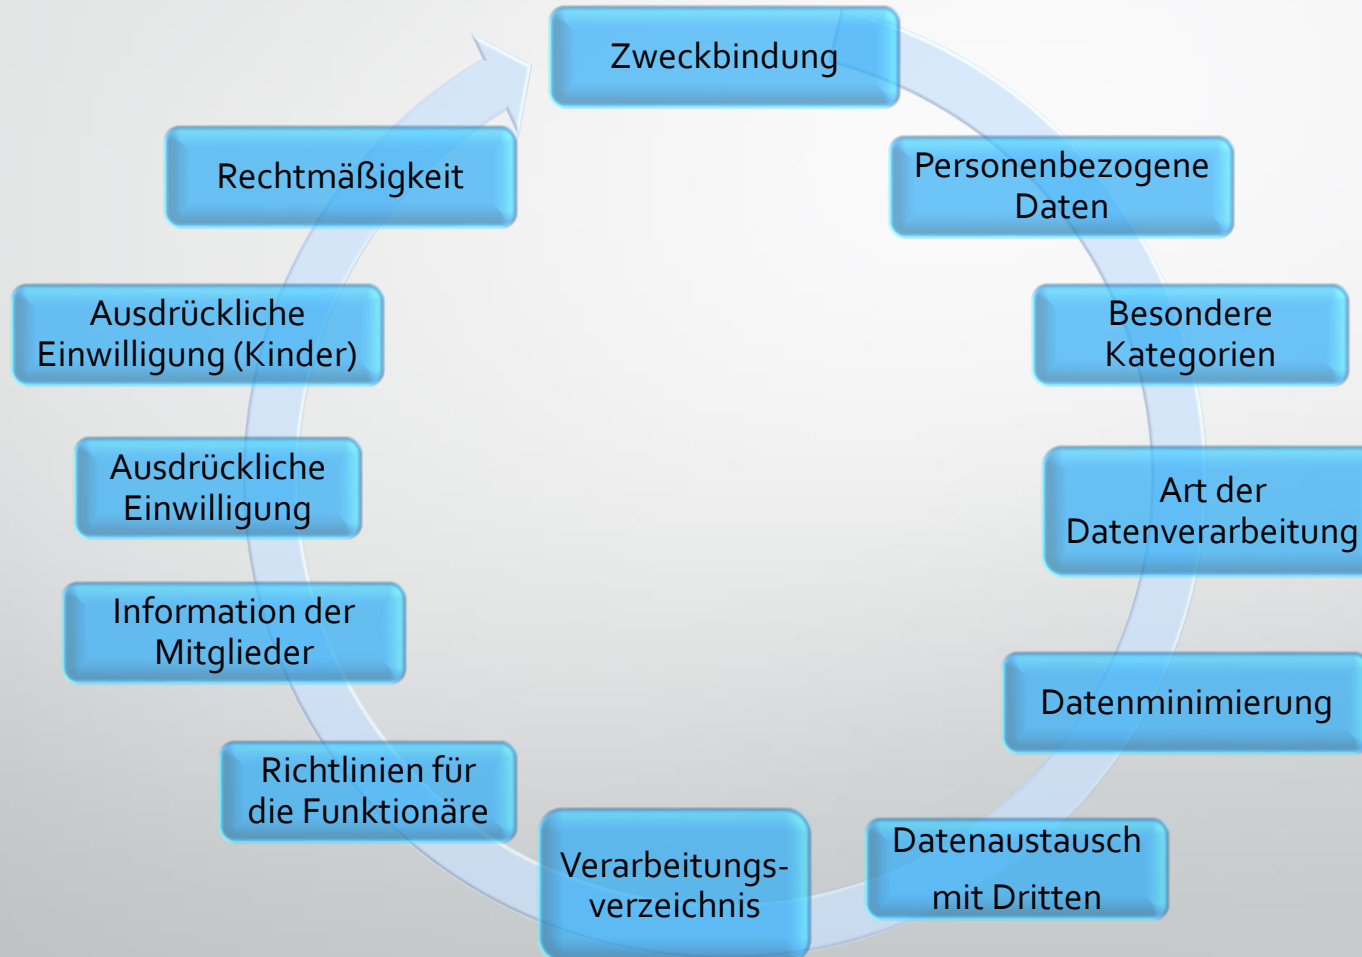 Zweckbindung
Personenbezogene
Daten
Besondere
Kategorien
Art der
Datenverarbeitung
Datenminimierung
Datenaustausch
mit Dritten
Verarbeitungs-
verzeichnis
Richtlinien für
die Funktionäre
Information der
Mitglieder
Ausdrückliche
Einwilligung
Ausdrückliche
Einwilligung (Kinder)
Rechtmäßigkeit